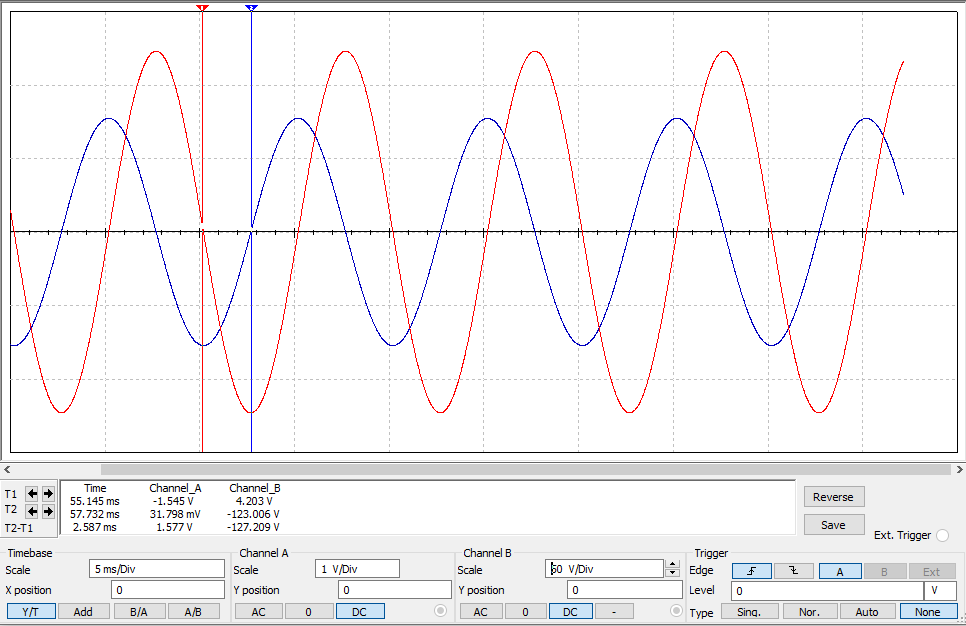 1 2
< >
Time Channel_A Channel_B
T1 55.145 ms -1.545 V 4.203 V
T2 57.732 ms 31.798 mV -123.006 V
T2-T1 2.587 ms 1.577 V -127.209 V
Reverse
Save
Ext. Trigger
Timebase Channel A Channel B Trigger
Scale 5 ms/Div Scale 1 V/Div Scale 60 V/Div Edge A B Ext
X position 0 Y position 0 Y position 0 Level 0 V
Y/T Add B/A A/B AC 0 DC AC 0 DC - Type Sing. Nor. Auto None